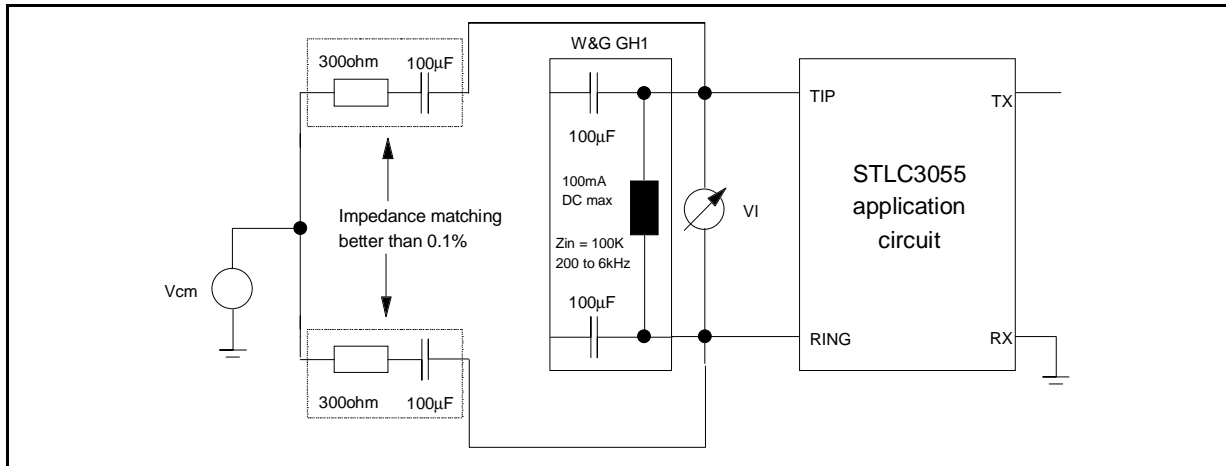 W&G GH1
300ohm
100μF
TIP
TX
100μF
STLC3055
application
circuit
100mA
DC max
Impedance matching
better than 0.1%
VI
Zin = 100K
200 to 6kHz
Vcm
100μF
RING
RX
300ohm
100μF